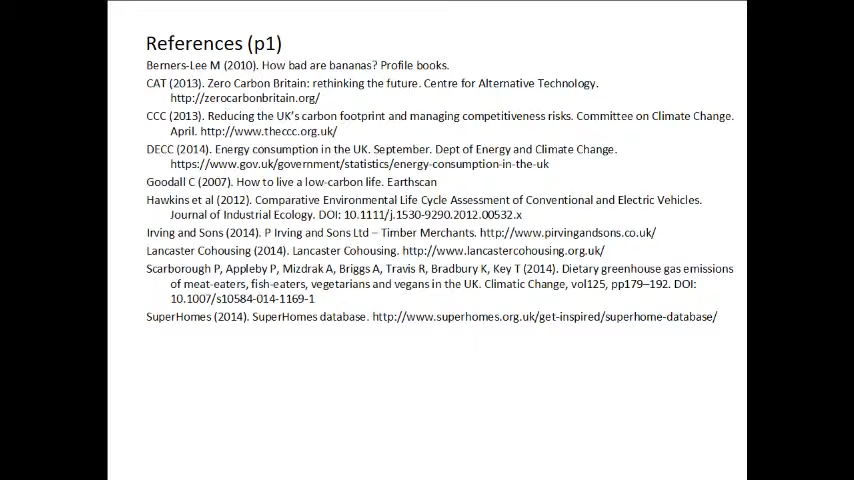 References (p1)
Berners-Lee M (2010). How bad are bananas? Profile books.
CAT (2013). Zero Carbon Britain: rethinking the future. Centre for Alternative Technology.
http://zerocarbonbritain.org/
CCC (2013). Reducing the UK's carbon footprint and managing competitiveness risks. Committee on Climate Change.
April. http://www.theccc.org.uk/
DECC (2014). Energy consumption in the UK. September. Dept of Energy and Climate Change.
https://www.gov.uk/government/statistics/energy-consumption-in-the-uk
Goodall C (2007). How to live a low-carbon life. Earthscan
Hawkins et al (2012). Comparative Environmental Life Cycle Assessment of Conventional and Electric Vehicles.
Journal of Industrial Ecology. DOI: 10.1111/j.1530-9290.2012.00532.x
Irving and Sons (2014). P Irving and Sons Ltd – Timber Merchants. http://www.pirvingandsons.co.uk/
Lancaster Cohousing (2014). Lancaster Cohousing. http://www.lancastercohousing.org.uk/
Scarborough P, Appleby P, Mizdrak A, Briggs A, Travis R, Bradbury K, Key T (2014). Dietary greenhouse gas emissions
of meat-eaters, fish-eaters, vegetarians and vegans in the UK. Climatic Change, vol125, pp179–192. DOI:
10.1007/s10584-014-1169-1
SuperHomes (2014). SuperHomes database. http://www.superhomes.org.uk/get-inspired/superhome-database/